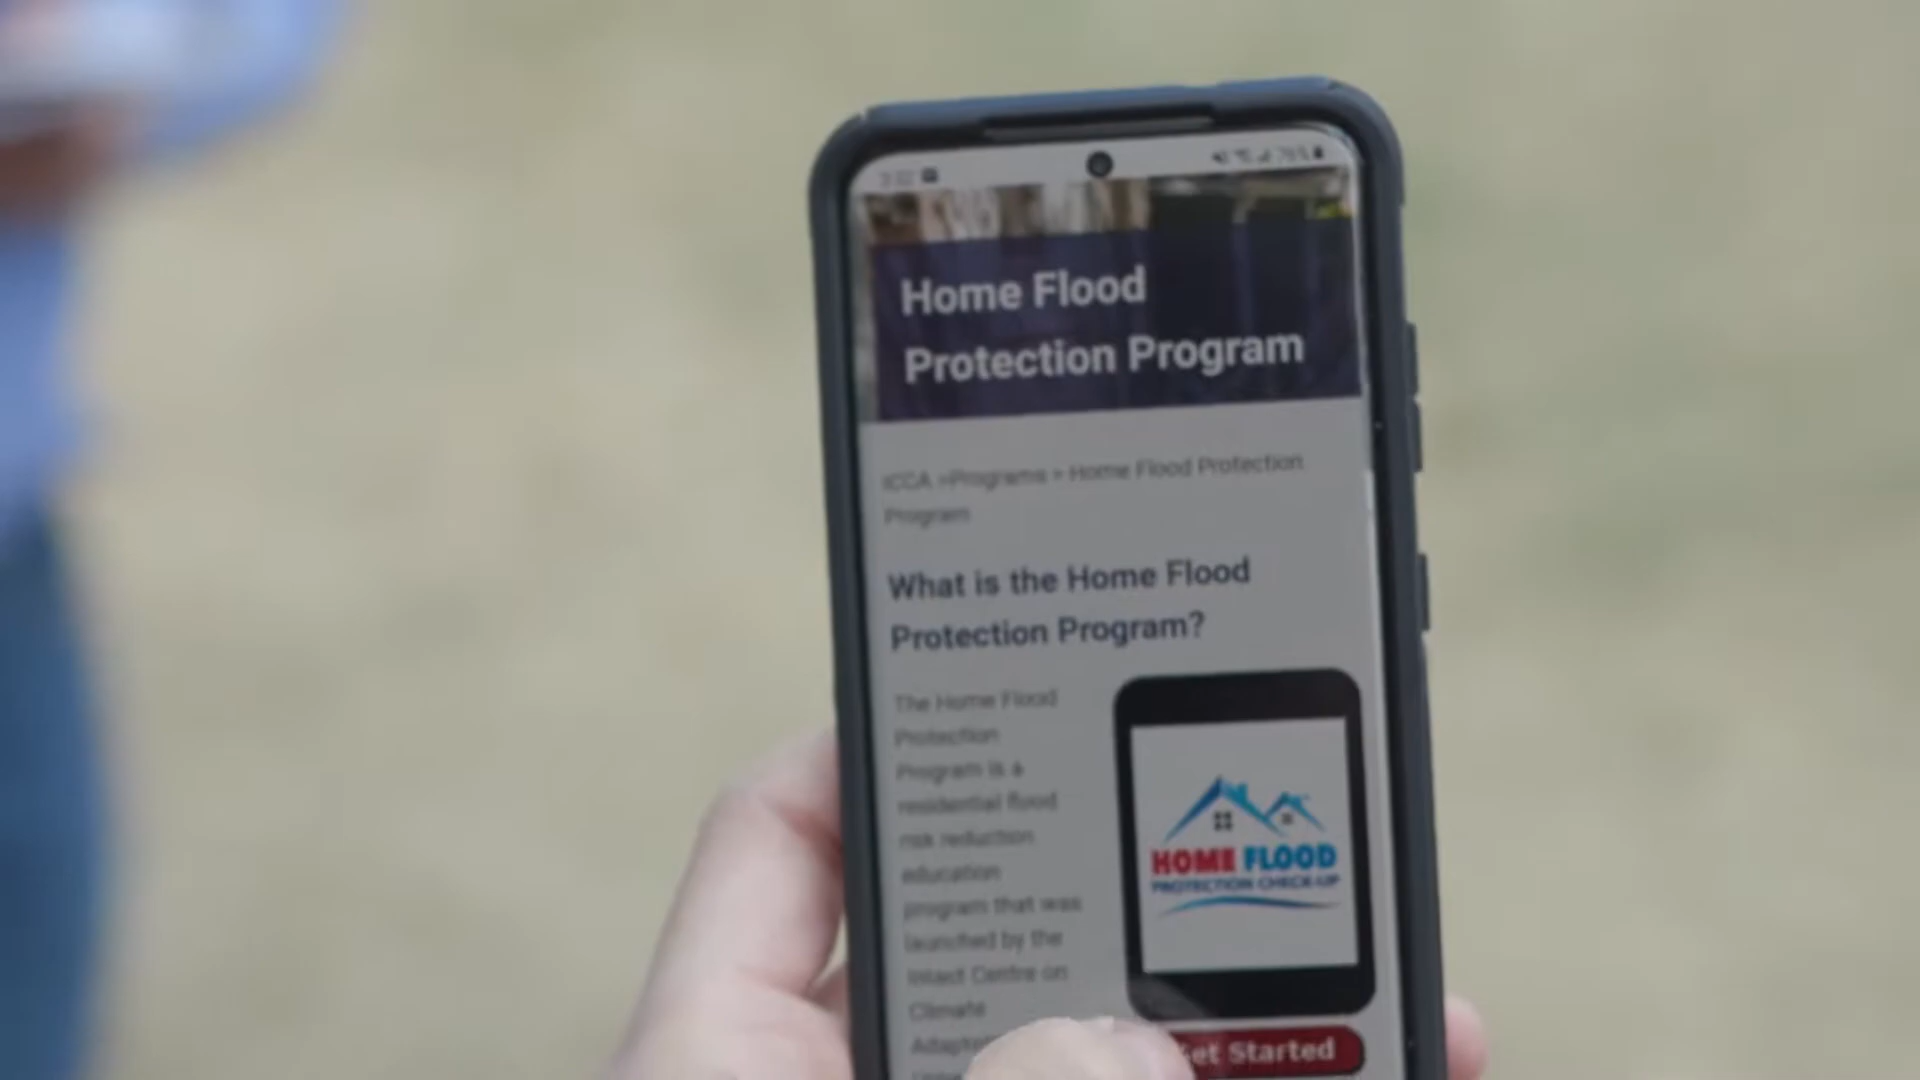 Home Flood
Protection Program
ICCA >Programs > Home Flood Protection
Program
What is the Home Flood
Protection Program?
The Home Flood
Protection
Program is a
residential flood
risk reduction
education
program that was
launched by the
Intact Centre on
Climate
HOME FLOOD
PROTECTION CHECK-UP
Get Started